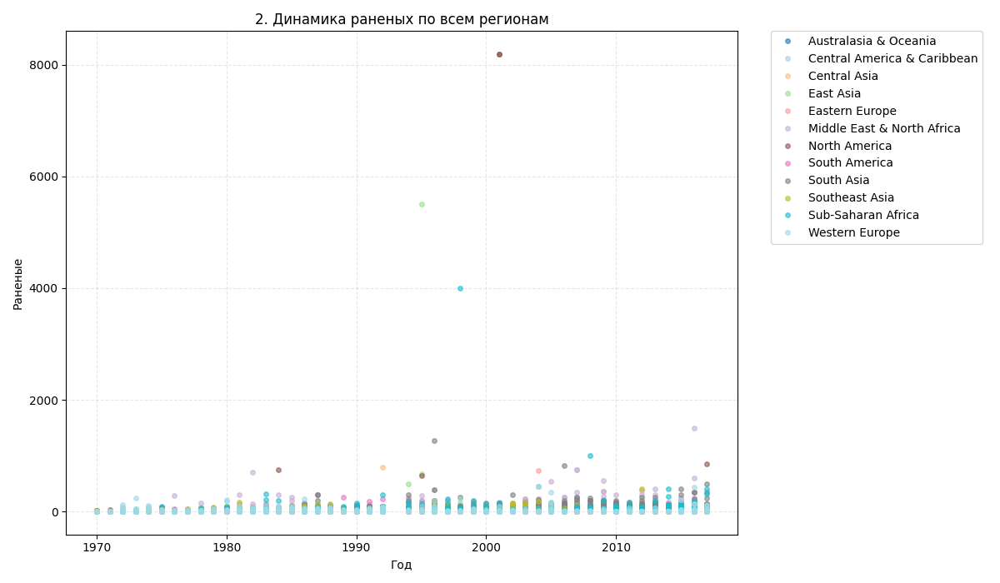 2. Динамика раненых по всем регионам
Раненые
8000
6000
4000
2000
0
1970
1980
1990
2000
2010
Год
Australasia & Oceania
Central America & Caribbean
Central Asia
East Asia
Eastern Europe
Middle East & North Africa
North America
South America
South Asia
Southeast Asia
Sub-Saharan Africa
Western Europe